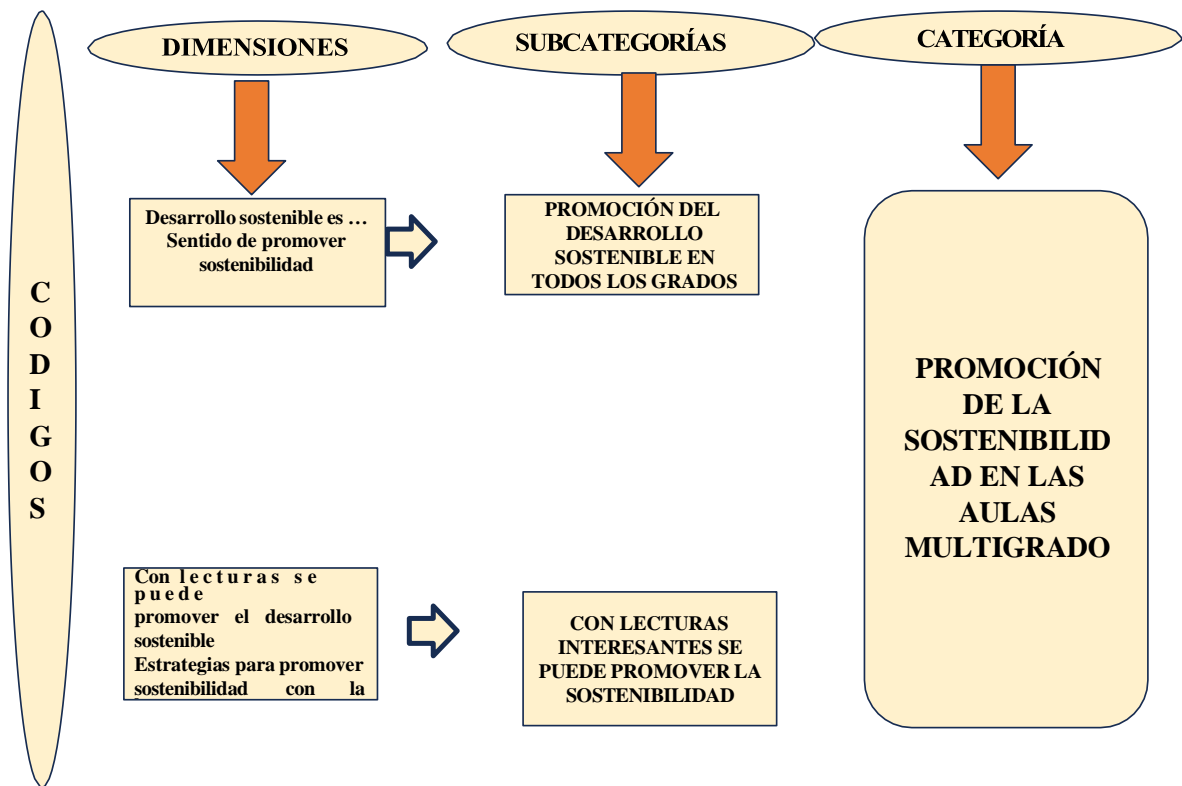 DIMENSIONES
SUBCATEGORÍAS
CATEGORÍA
C
O
D
I
G
O
S
Desarrollo sostenible es …
Sentido de promover
sostenibilidad
PROMOCIÓN DEL
DESARROLLO
SOSTENIBLE EN
TODOS LOS GRADOS
Con lecturas se
puede
promover el desarrollo
sostenible
Estrategias para promover
sostenibilidad con la
CON LECTURAS
INTERESANTES SE
PUEDE PROMOVER LA
SOSTENIBILIDAD
PROMOCIÓN
DE LA
SOSTENIBILID
AD EN LAS
AULAS
MULTIGRADO